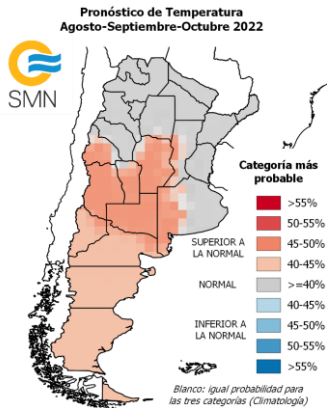 Pronóstico de Temperatura
Agosto-Septiembre-Octubre 2022
SMN
Categoría más
probable
>55%
50-55%
45-50%
SUPERIOR A
LA NORMAL
40-45%
NORMAL
>=40%
40-45%
INFERIOR A
LA NORMAL
45-50%
50-55%
>55%
Blanco: igual probabilidad para
las tres categorías (Climatología)